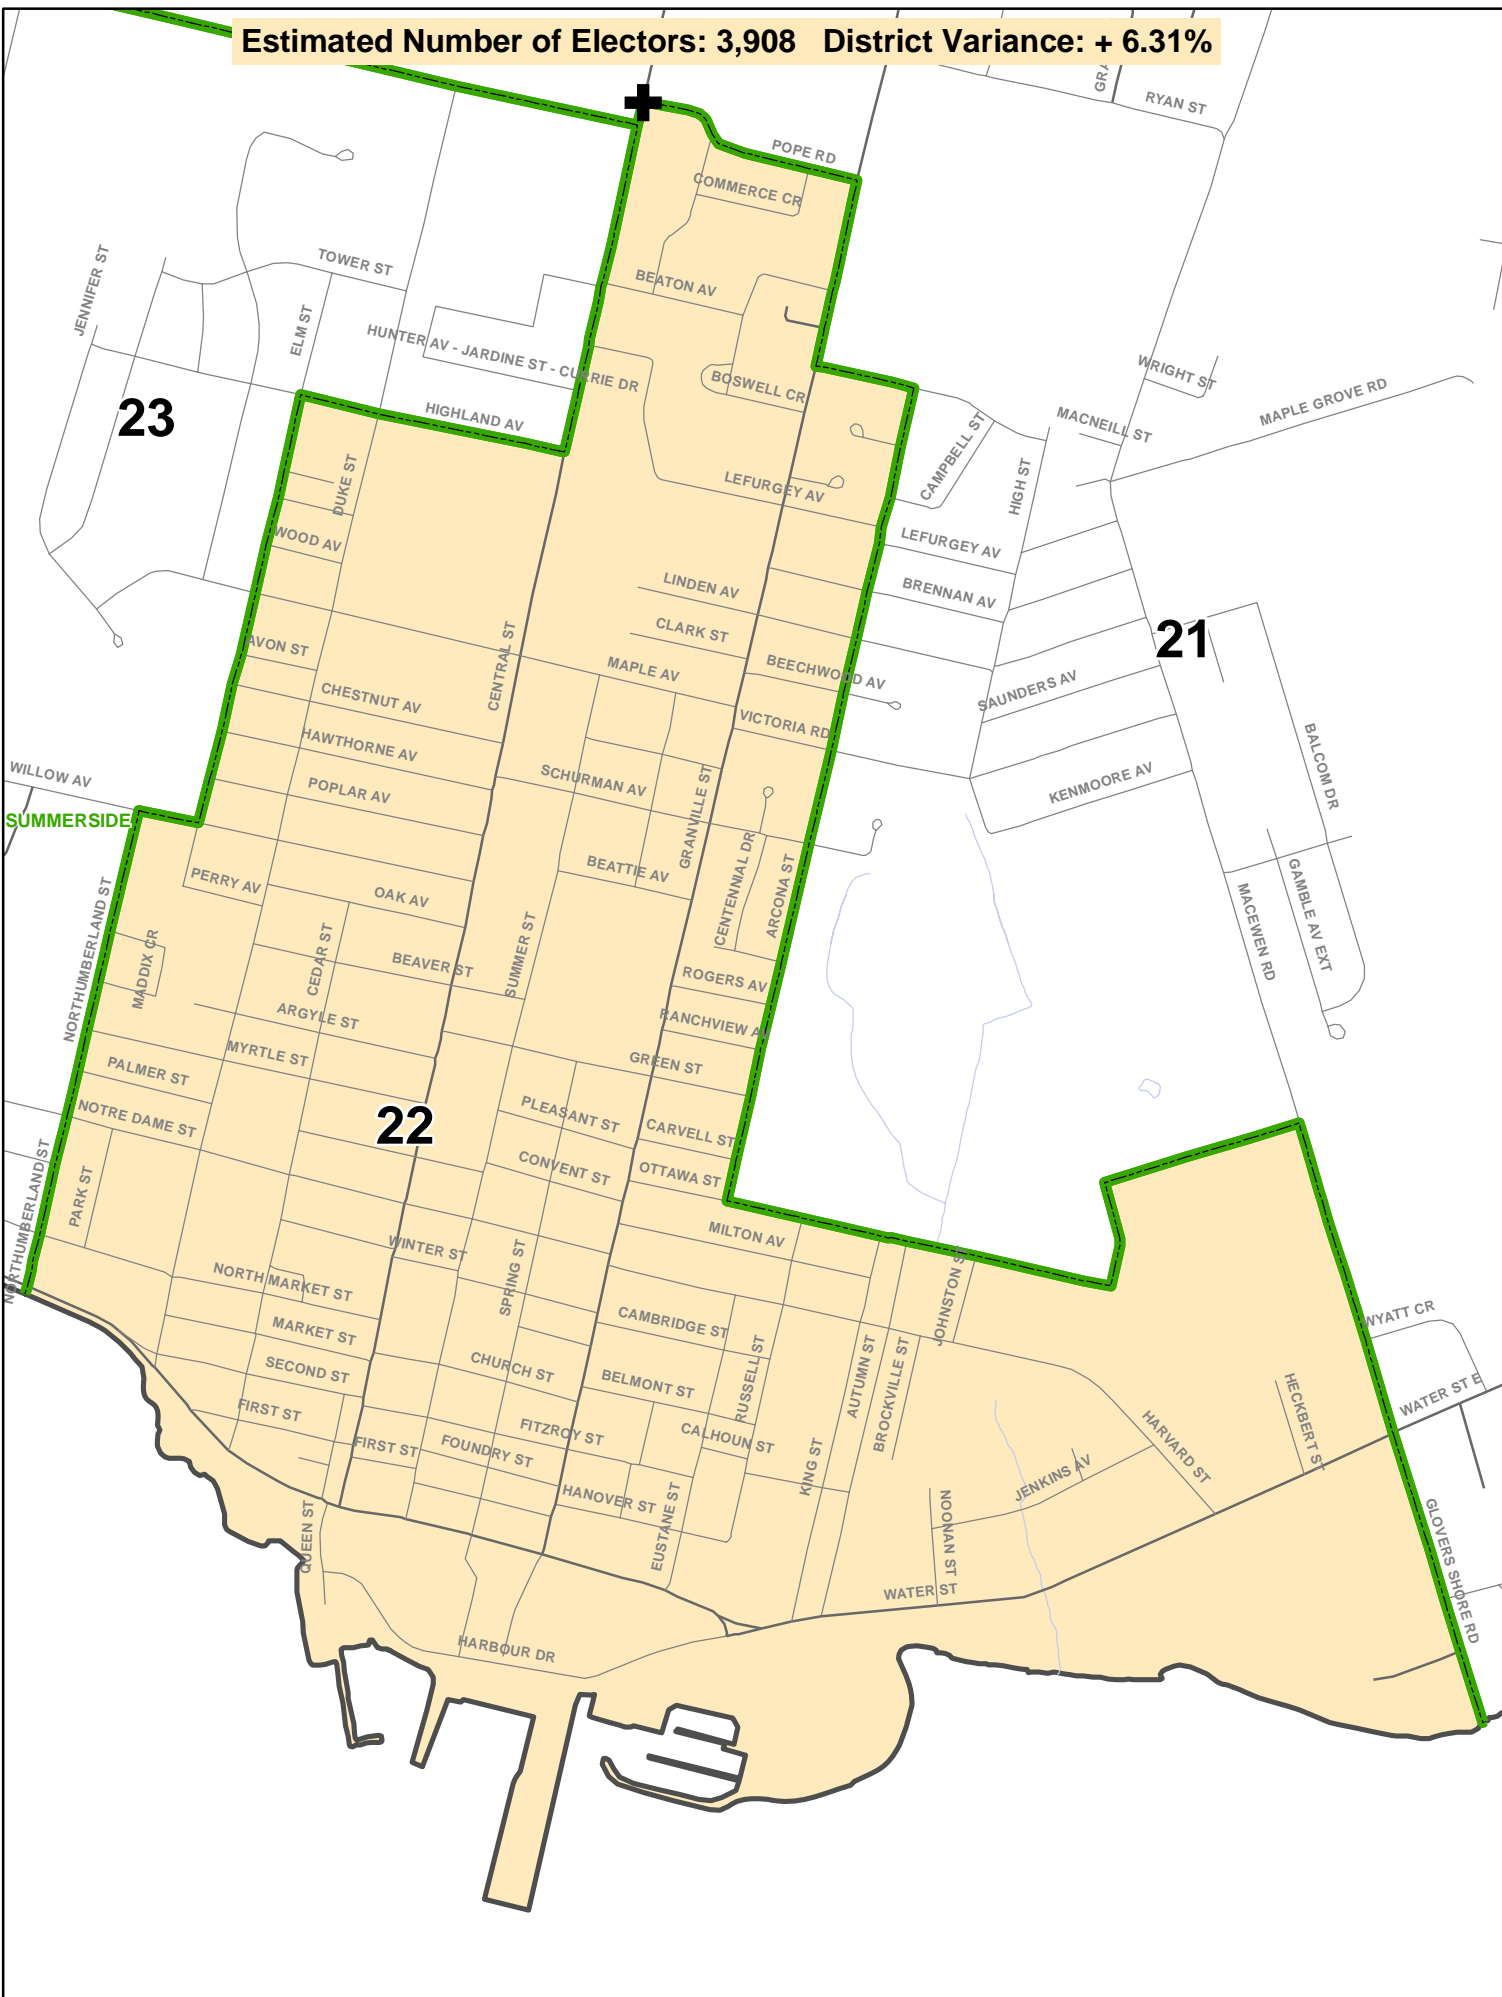 Estimated Number of Electors: 3,908   District Variance: + 6.31%
RYAN ST
POPE RD
COMMERCE CR
TOWER ST
BEATON AV
JENNIFER ST
ELM ST
HUNTER AV - JARDINE ST - CURRIE DR
BOSWELL CR
WRIGHT ST
MAPLE GROVE RD
23
HIGHLAND AV
MACNEILL ST
CAMPBELL ST
HIGH ST
DUKE ST
LEFURGEY AV
WOOD AV
LEFURGEY AV
LINDEN AV
BRENNAN AV
CLARK ST
21
AVON ST
CENTRAL ST
MAPLE AV
BEECHWOOD AV
CHESTNUT AV
SAUNDERS AV
VICTORIA RD
HAWTHORNE AV
WILLOW AV
SCHURMAN AV
BALCOM DR
POPLAR AV
KENMOORE AV
SUMMERSIDE
GRANVILLE ST
PERRY AV
BEATTIE AV
CENTENNIAL DR
ARCONA ST
OAK AV
GAMBLE AV EXT
NORTHUMBERLAND ST
MACEWEN RD
MADDIX CR
CEDAR ST
BEAVER ST
SUMMER ST
ROGERS AV
ARGYLE ST
RANCHVIEW AV
MYRTLE ST
GREEN ST
PALMER ST
NOTRE DAME ST
22
PLEASANT ST
CARVELL ST
CONVENT ST
OTTAWA ST
PARK ST
NORTHUMBERLAND ST
MILTON AV
WINTER ST
SPRING ST
NORTH MARKET ST
JOHNSTON ST
MARKET ST
CAMBRIDGE ST
WYATT CR
SECOND ST
CHURCH ST
BELMONT ST
RUSSELL ST
AUTUMN ST
BROCKVILLE ST
WATER ST E
FIRST ST
FITZROY ST
CALHOUN ST
HARVARD ST
HECKBERT ST
FIRST ST
FOUNDRY ST
KING ST
JENKINS AV
HANOVER ST
QUEEN ST
EUSTANE ST
NOONAN ST
GLOVERS SHORE RD
WATER ST
HARBOUR DR